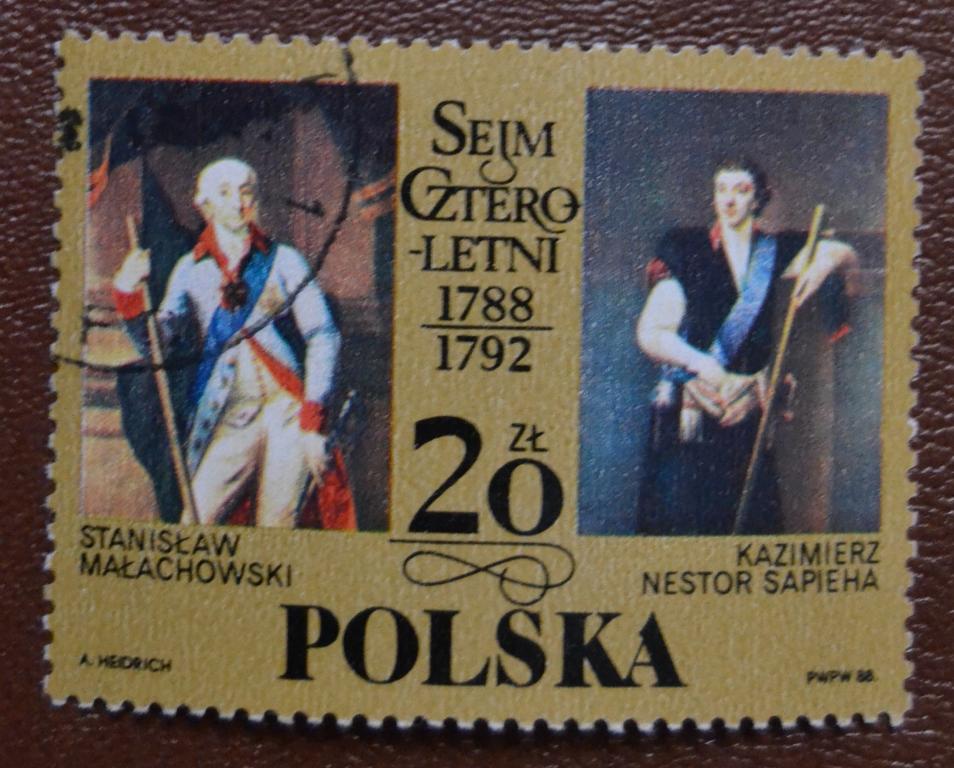 SEJM
CZTERO
-LETNI
1788
1792
20 ZŁ
STANISŁAW
MAŁACHOWSKI
KAZIMIERZ
NESTOR SAPIEHA
POLSKA
A. HEIDRICH
PWPW 88.